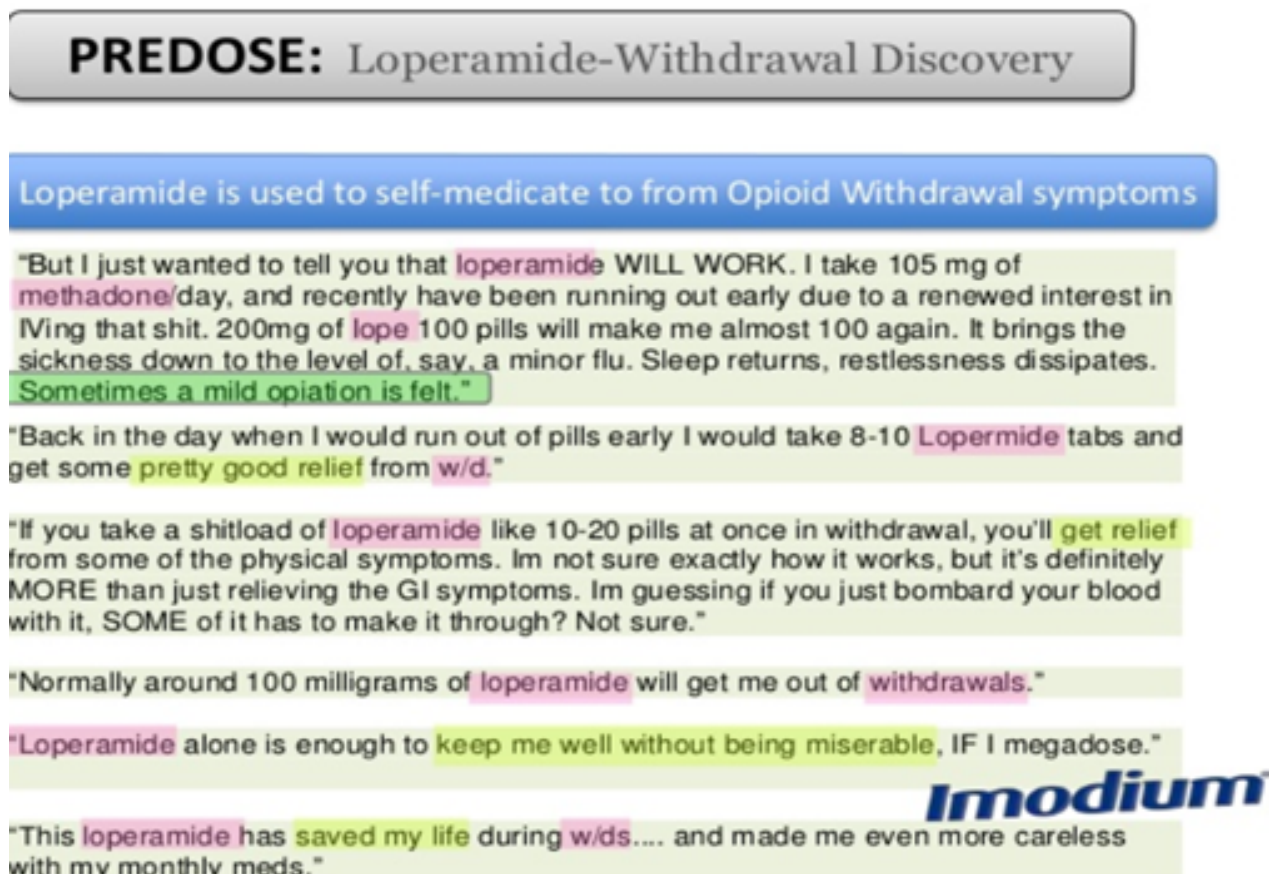 PREDOSE: Loperamide-Withdrawal Discovery
Loperamide is used to self-medicate to from Opioid Withdrawal symptoms
“But I just wanted to tell you that loperamide WILL WORK. I take 105 mg of
methadone/day, and recently have been running out early due to a renewed interest in
IVing that shit. 200mg of lope 100 pills will make me almost 100 again. It brings the
sickness down to the level of, say, a minor flu. Sleep returns, restlessness dissipates.
Sometimes a mild opiation is felt.”
“Back in the day when I would run out of pills early I would take 8-10 Lopermide tabs and
get some pretty good relief from w/d.”
“If you take a shitload of loperamide like 10-20 pills at once in withdrawal, you’ll get relief
from some of the physical symptoms. Im not sure exactly how it works, but it’s definitely
MORE than just relieving the GI symptoms. Im guessing if you just bombard your blood
with it, SOME of it has to make it through? Not sure.”
“Normally around 100 milligrams of loperamide will get me out of withdrawals.”
“Loperamide alone is enough to keep me well without being miserable, IF I megadose.”
Imodium
“This loperamide has saved my life during w/ds.... and made me even more careless
with my monthly meds.”